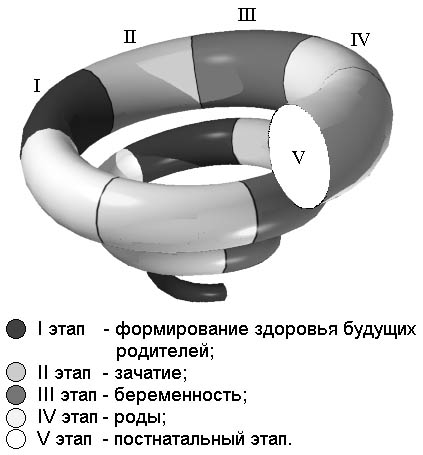 III
II
IV
I
V
I этап - формирование здоровья будущих
родителей;
II этап - зачатие;
III этап - беременность;
IV этап - роды;
V этап - постнатальный этап.